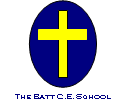 THE BATT C.E. SCHOOL